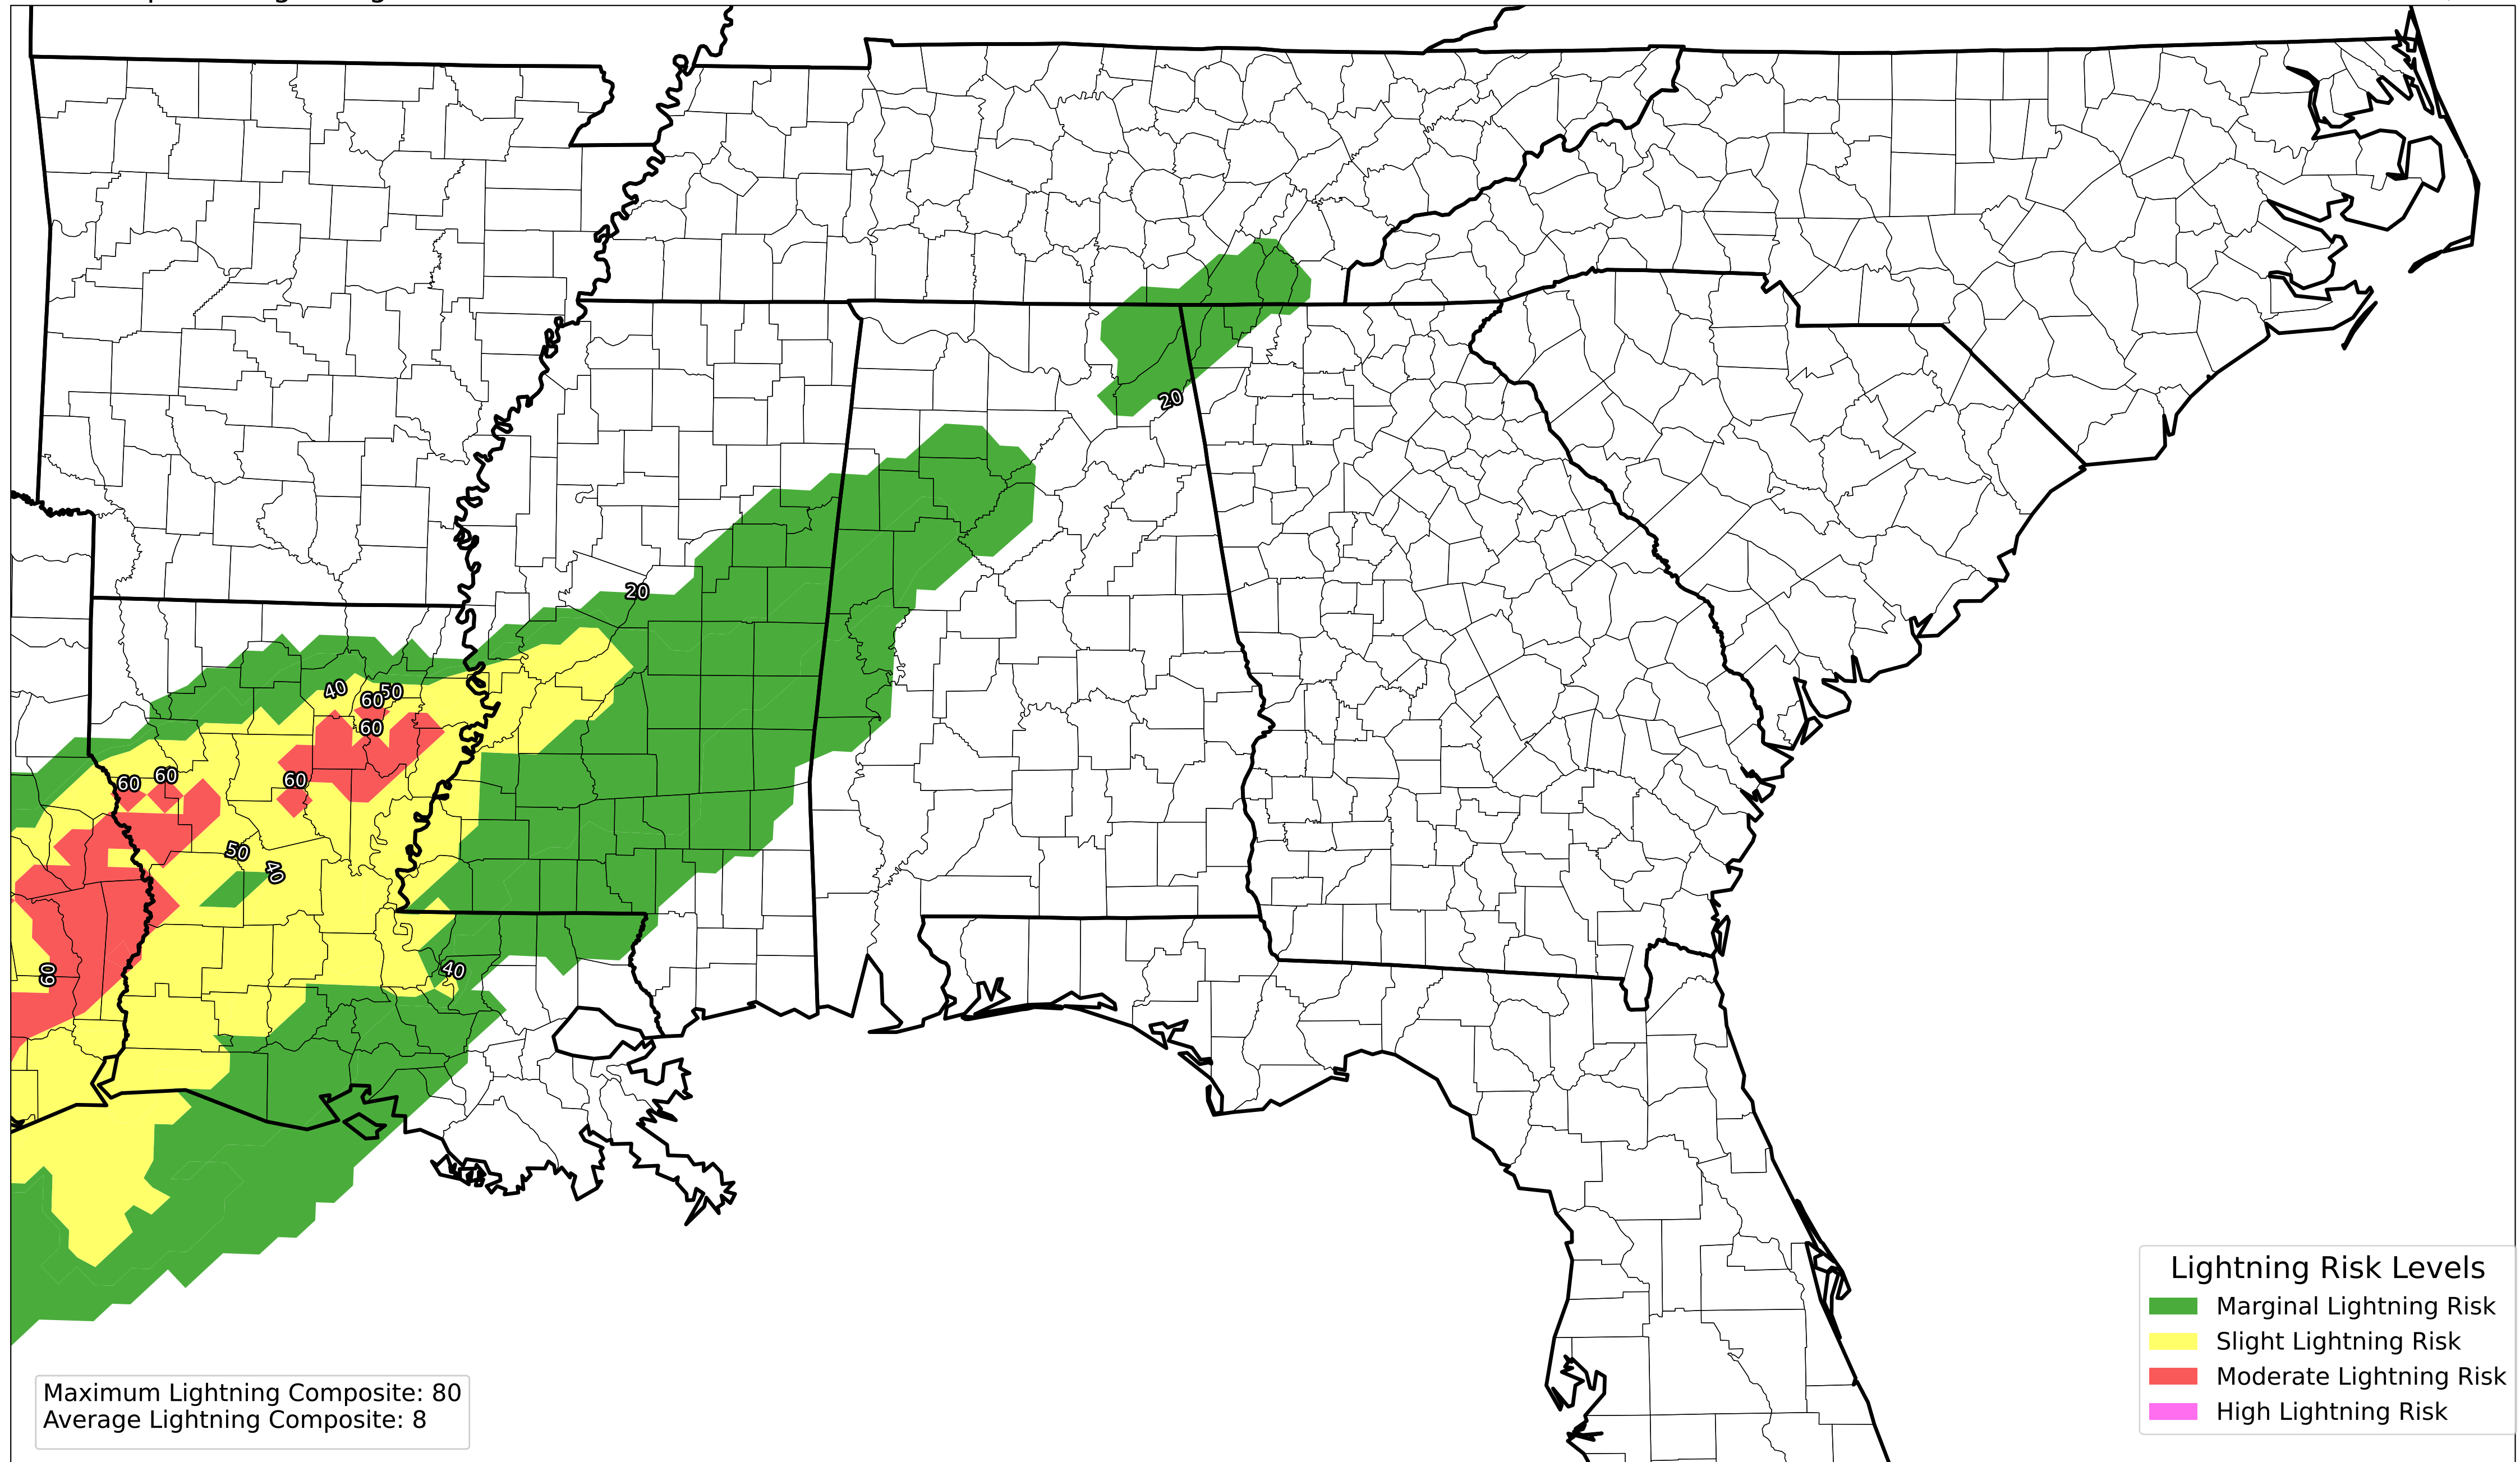 20
20
40
50
60
60
60
60
60
50
40
60
40
Lightning Risk Levels
Marginal Lightning Risk
Slight Lightning Risk
Moderate Lightning Risk
High Lightning Risk
Maximum Lightning Composite: 80
Average Lightning Composite: 8